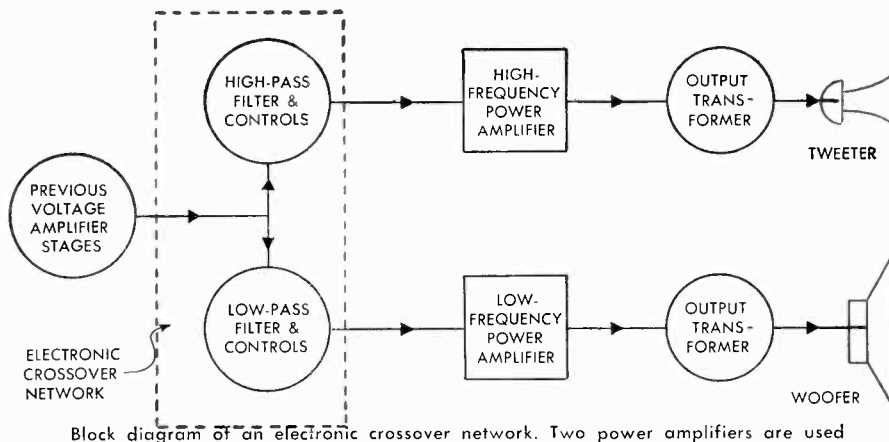 HIGH-PASS
FILTER &
CONTROLS
HIGH-
FREQUENCY
POWER
AMPLIFIER
OUTPUT
TRANS-
FORMER
TWEETER
PREVIOUS
VOLTAGE
AMPLIFIER
STAGES
LOW-PASS
FILTER &
CONTROLS
LOW-
FREQUENCY
POWER
AMPLIFIER
OUTPUT
TRANS-
FORMER
WOOFER
ELECTRONIC
CROSSOVER
NETWORK
Block diagram of an electronic crossover network. Two power amplifiers are used